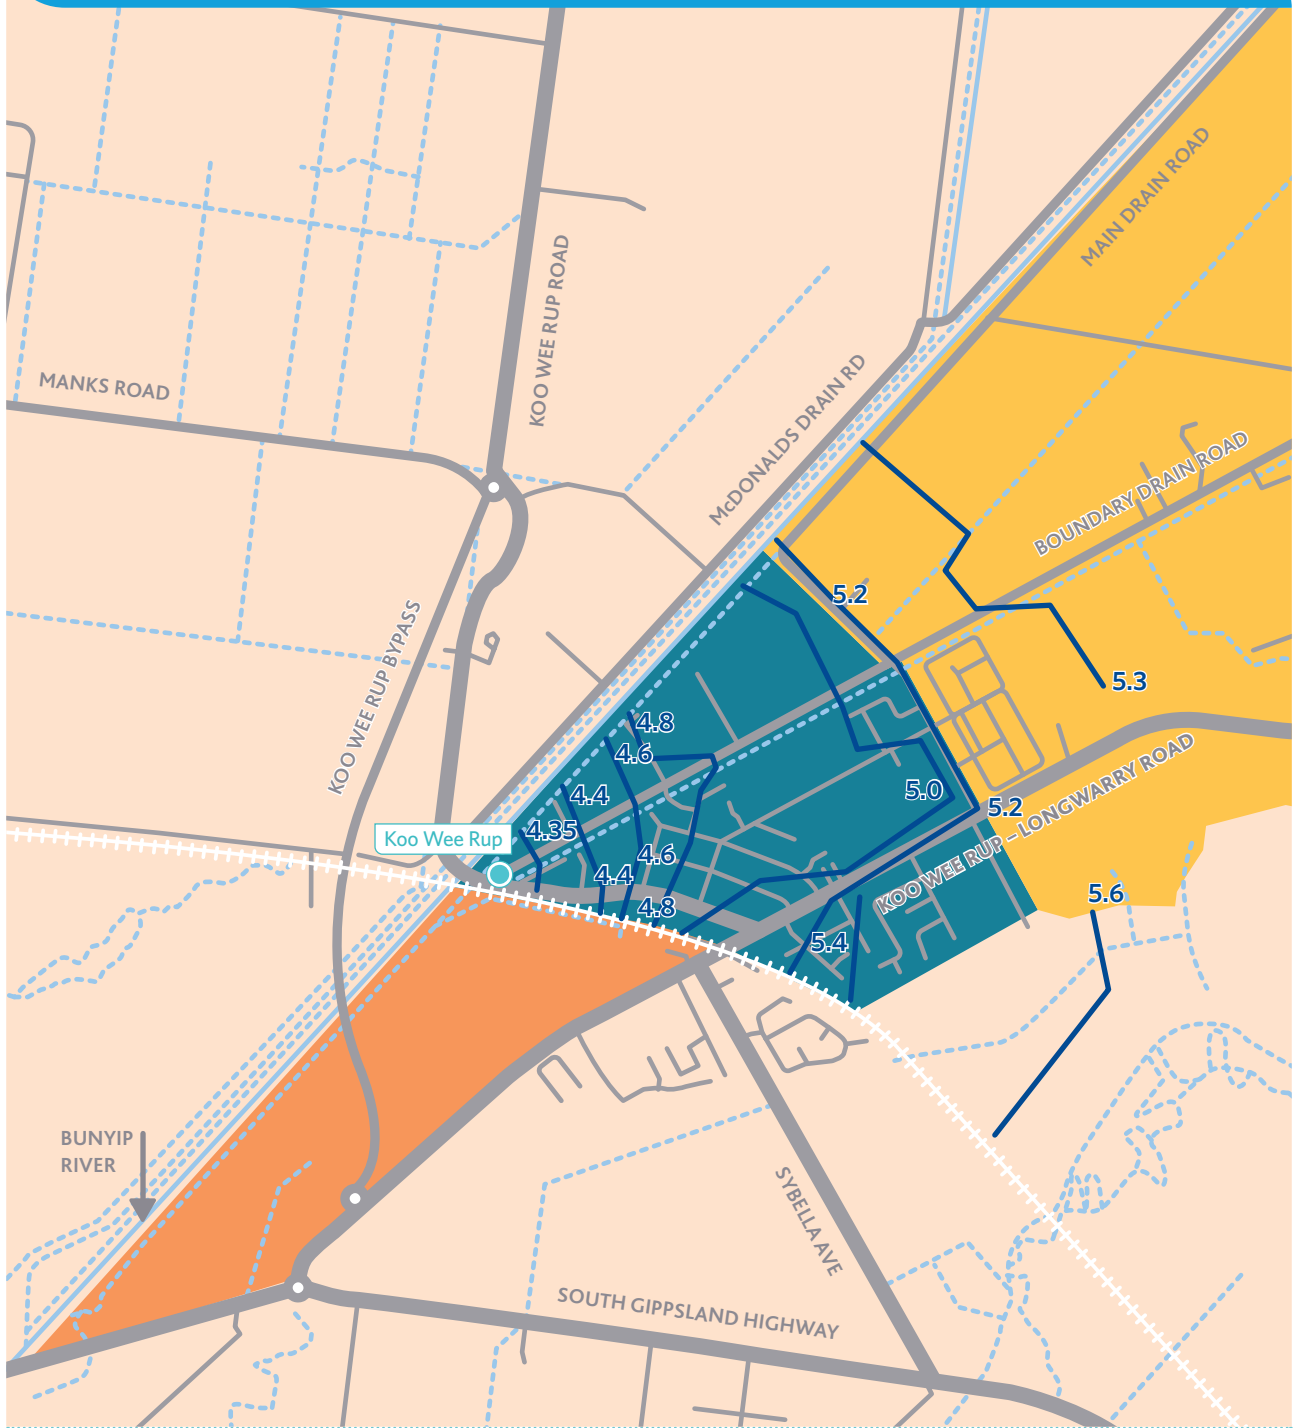 MAIN DRAIN ROAD
KOO WEE RUP ROAD
MANKS ROAD
McDONALDS DRAIN RD
BOUNDARY DRAIN ROAD
5.2
KOO WEE RUP BYPASS
5.3
4.8
4.6
KOO WEE RUP – LONGWARRY ROAD
5.0
4.4
5.2
4.35
Koo Wee Rup
4.6
4.4
5.6
4.8
5.4
BUNYIP
RIVER
SYBELLA AVE
SOUTH GIPPSLAND HIGHWAY